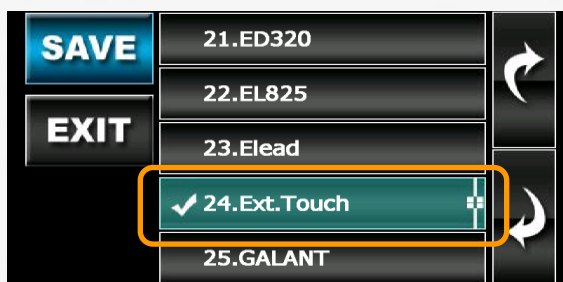 SAVE
EXIT
21.ED320
22.EL825
23.Elead
24.Ext.Touch
25.GALANT